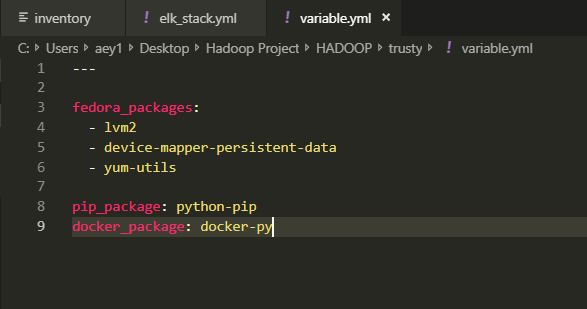 inventory ! elk_stack.yml ! variable.yml ×
C: > Users > aey1 > Desktop > Hadoop Project > HADOOP > trusty > ! variable.yml
1 ---
2
3 fedora_packages:
4   - lvm2
5   - device-mapper-persistent-data
6   - yum-utils
7
8 pip_package: python-pip
9 docker_package: docker-py